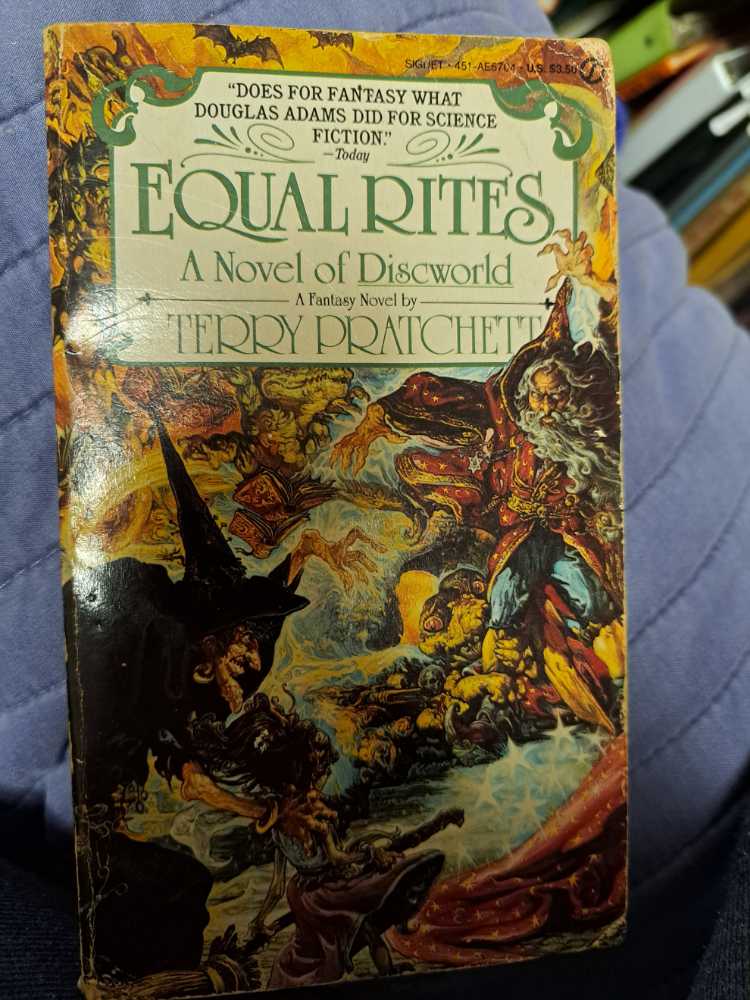 SIGNET • 451-AE5704 • U.S. $3.50
"DOES FOR FANTASY WHAT
DOUGLAS ADAMS DID FOR SCIENCE
FICTION."
—Today
EQUAL RITES
A Novel of Discworld
A Fantasy Novel by
TERRY PRATCHETT